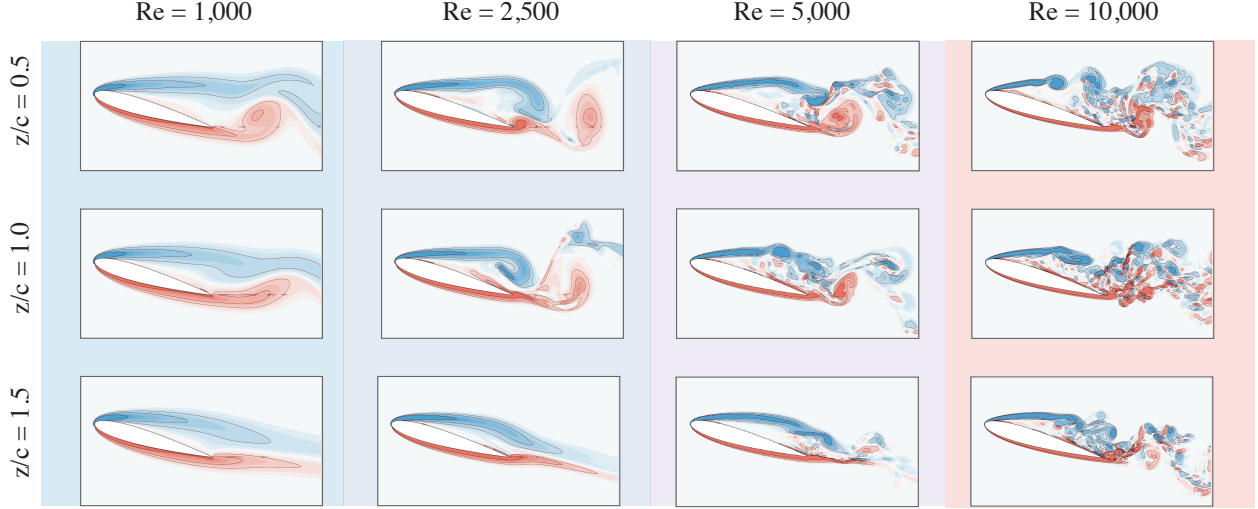 Re = 1,000 Re = 2,500 Re = 5,000 Re = 10,000
z/c = 0.5
z/c = 1.0
z/c = 1.5